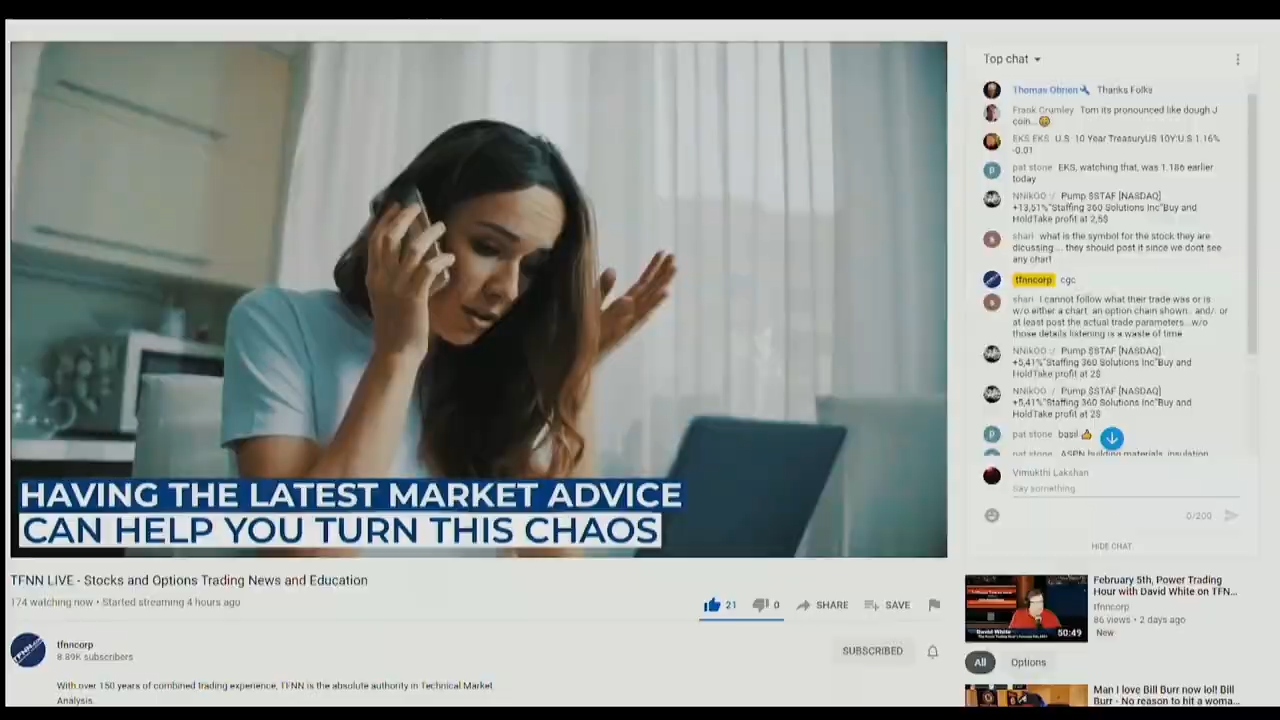 HAVING THE LATEST MARKET ADVICE
CAN HELP YOU TURN THIS CHAOS
TFNN LIVE - Stocks and Options Trading News and Education
174 watching now • Started streaming 4 hours ago
21
0
SHARE
SAVE
tfnncorp
8.89K subscribers
SUBSCRIBED
With over 150 years of combined trading experience, TFNN is the absolute authority in Technical Market
Analysis.
Top chat
Thomas Obrien Thanks Folks
Frank Crumley Tom its pronounced like dough J
coin...
EKS EKS U.S. 10 Year TreasuryUS 10Y:U.S 1.16%
-0.01
pat stone EKS, watching that, was 1.186 earlier
today
NNikOO :/ Pump $STAF [NASDAQ]
+13,51%"Staffing 360 Solutions Inc"Buy and
HoldTake profit at 2,5$
shari what is the symbol for the stock they are
dicussing.... they should post it since we dont see
any chart
tfnncorp cgc
shari I cannot follow what their trade was or is
w/o either a chart, an option chain shown.. and/. or
at least post the actual trade parameters...w/o
those details listening is a waste of time
NNikOO :/ Pump $STAF [NASDAQ]
+5,41%"Staffing 360 Solutions Inc"Buy and
HoldTake profit at 2$
NNikOO :/ Pump $STAF [NASDAQ]
+5,41%"Staffing 360 Solutions Inc"Buy and
HoldTake profit at 2$
pat stone basil
pat stone ASPN building materials, insulation
Vimukthi Lakshan
Say something...
0/200
HIDE CHAT
David White
50:49
February 5th, Power Trading
Hour with David White on TFN...
tfnncorp
86 views • 2 days ago
New
All
Options
Man I love Bill Burr now lol! Bill
Burr - No reason to hit a woma...